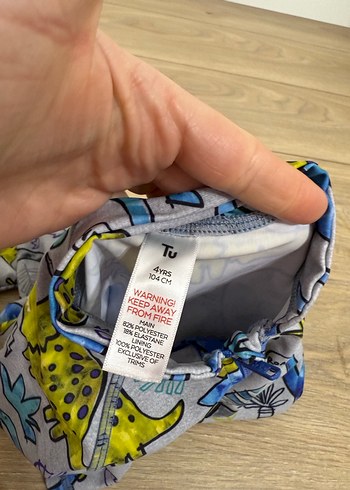 Tu
4YRS
104 CM
WARNING!
KEEP AWAY
FROM FIRE
MAIN
82% POLYESTER
18% ELASTANE
LINING
100% POLYESTER
EXCLUSIVE OF
TRIMS